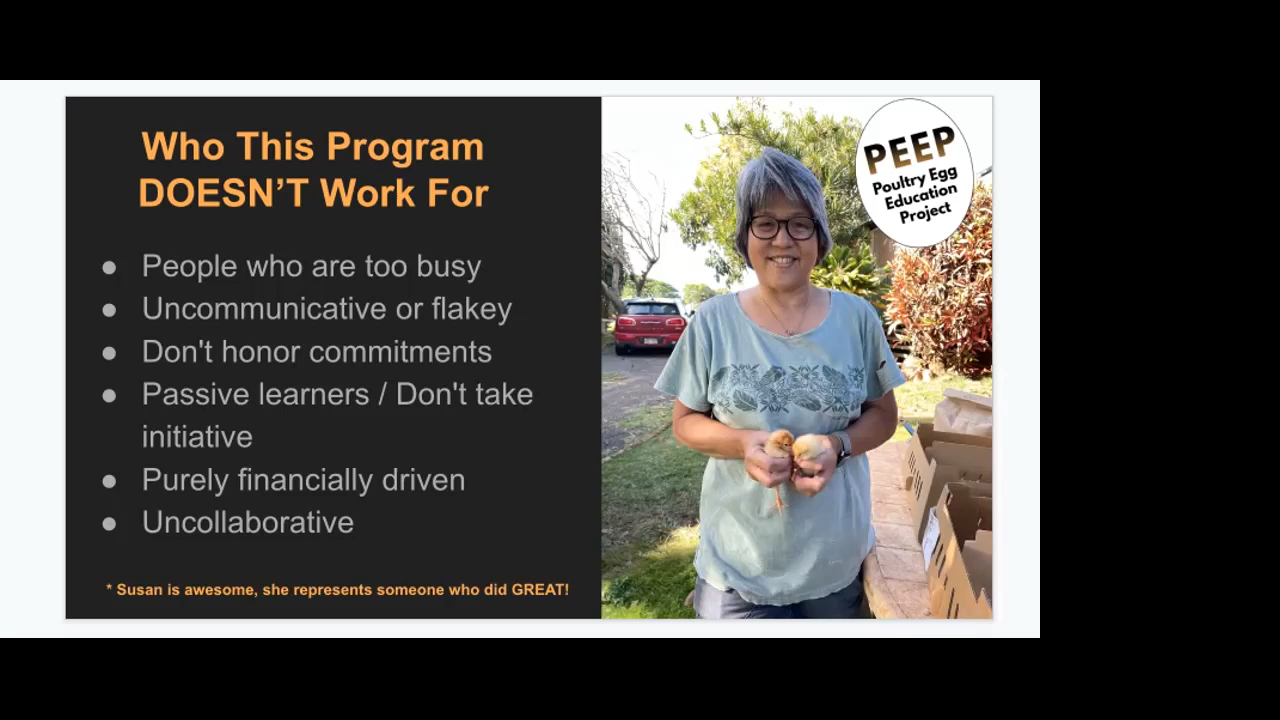 Who This Program
DOESN'T Work For
● People who are too busy
● Uncommunicative or flakey
● Don't honor commitments
● Passive learners / Don't take
initiative
● Purely financially driven
● Uncollaborative
* Susan is awesome, she represents someone who did GREAT!
PEEP
Poultry Egg
Education
Project